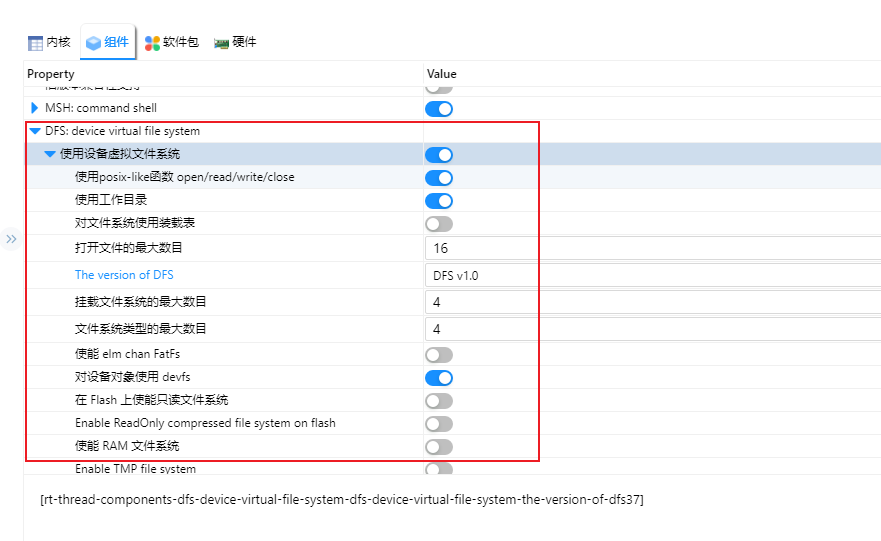 内核 组件 软件包 硬件
Property Value
MSH: command shell
DFS: device virtual file system
使用设备虚拟文件系统
使用posix-like函数 open/read/write/close
使用工作目录
对文件系统使用装载表
打开文件的最大数目 16
The version of DFS DFS v1.0
挂载文件系统的最大数目 4
文件系统类型的最大数目 4
使能 elm chan FatFs
对设备对象使用 devfs
在 Flash 上使能只读文件系统
Enable ReadOnly compressed file system on flash
使能 RAM 文件系统
Enable TMP file system
[rt-thread-components-dfs-device-virtual-file-system-dfs-device-virtual-file-system-the-version-of-dfs37]